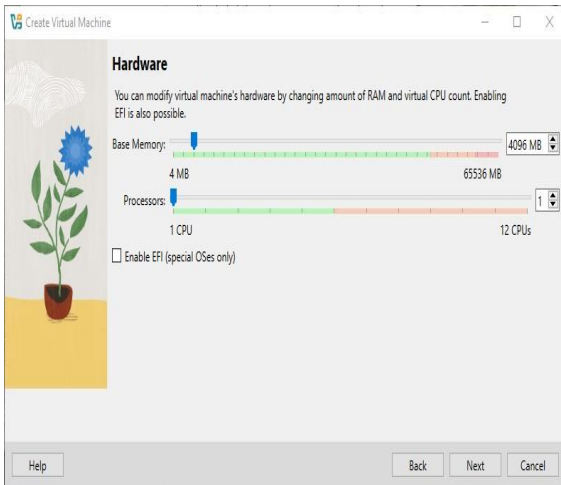 Create Virtual Machine
Hardware
You can modify virtual machine's hardware by changing amount of RAM and virtual CPU count. Enabling
EFI is also possible.
Base Memory: 4096 MB
4 MB 65536 MB
Processors: 1
1 CPU 12 CPUs
Enable EFI (special OSes only)
Help Back Next Cancel